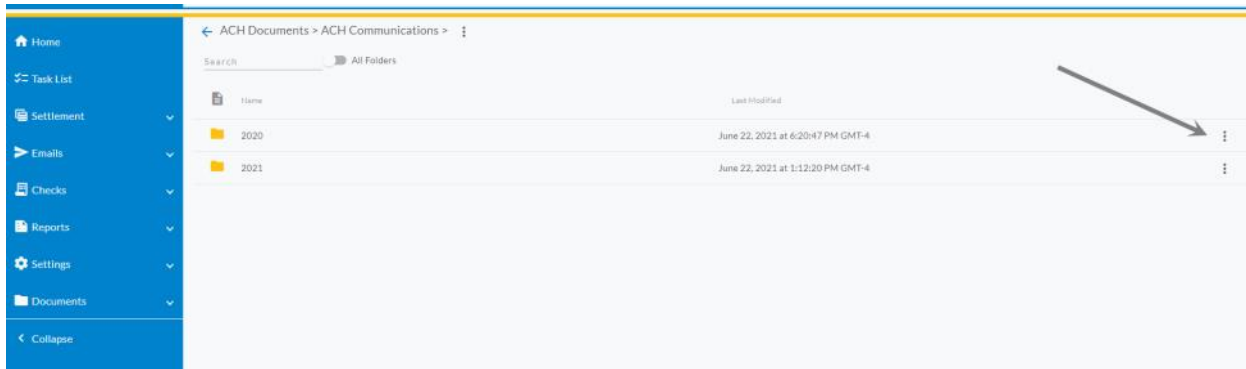 Home
Task List
Settlement
Emails
Checks
Reports
Settings
Documents
Collapse
ACH Documents > ACH Communications >
Search All Folders
Name Last Modified
2020 June 22, 2021 at 6:20:47 PM GMT-4
2021 June 22, 2021 at 1:12:20 PM GMT-4